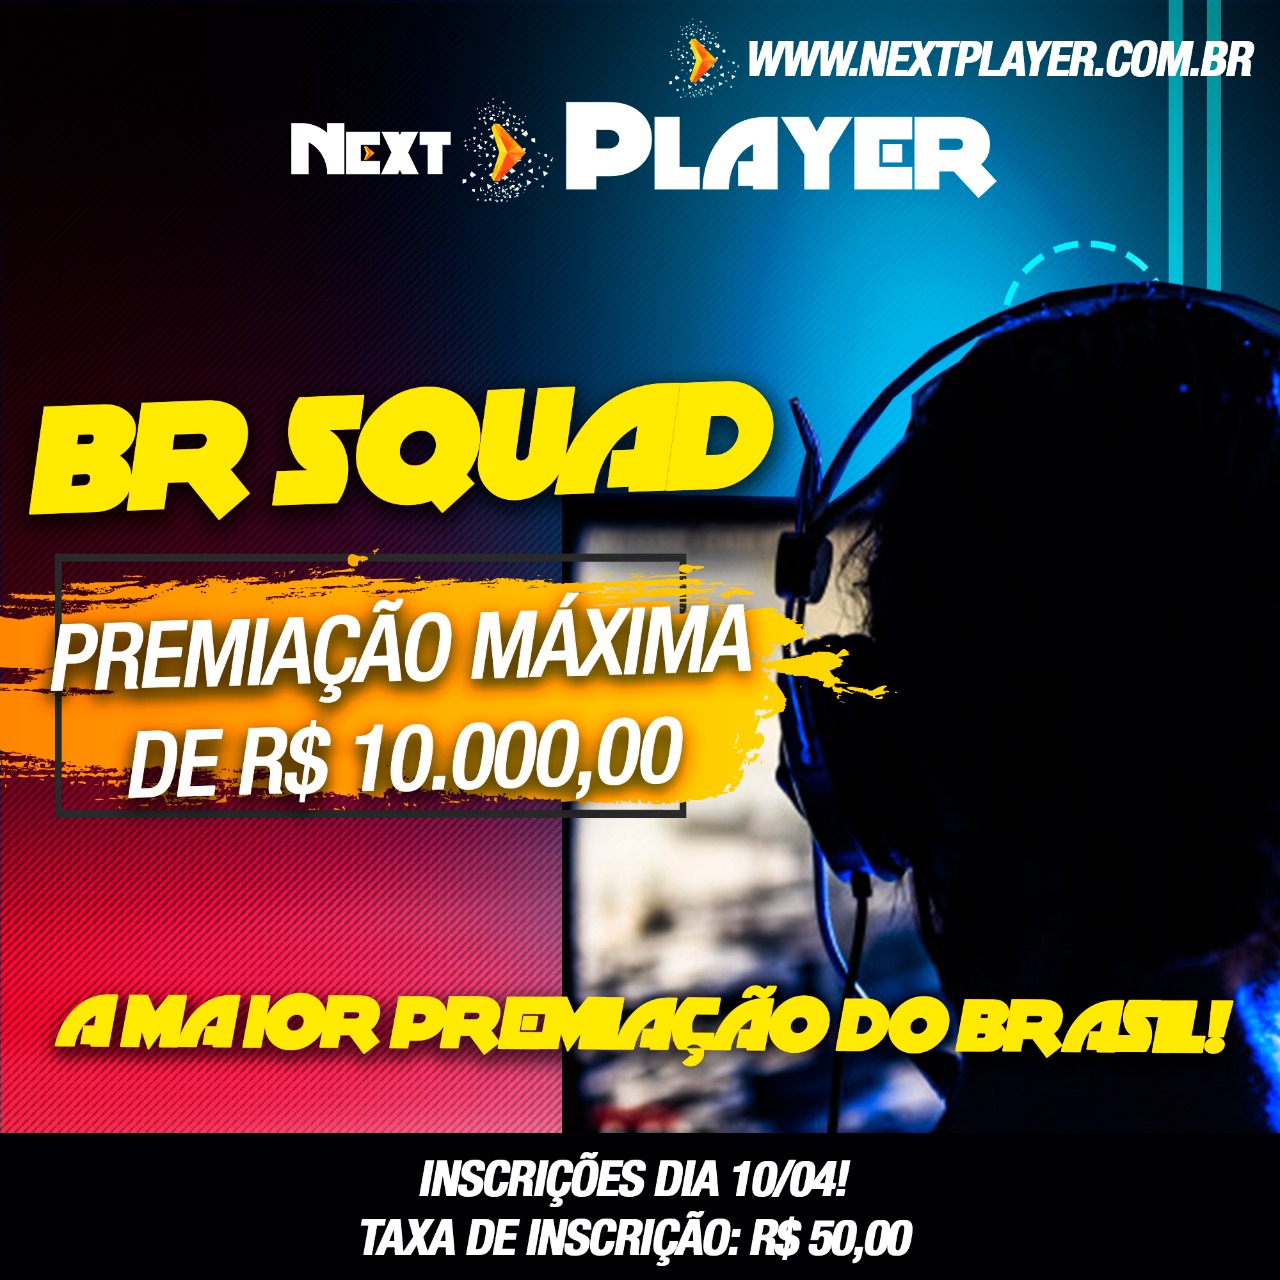 WWW.NEXTPLAYER.COM.BR
NEXT PLAYER
BR SQUAD
PREMIAÇÃO MÁXIMA
DE R$ 10.000,00
A MAIOR PREMIAÇÃO DO BRASIL!
INSCRIÇÕES DIA 10/04!
TAXA DE INSCRIÇÃO: R$ 50,00